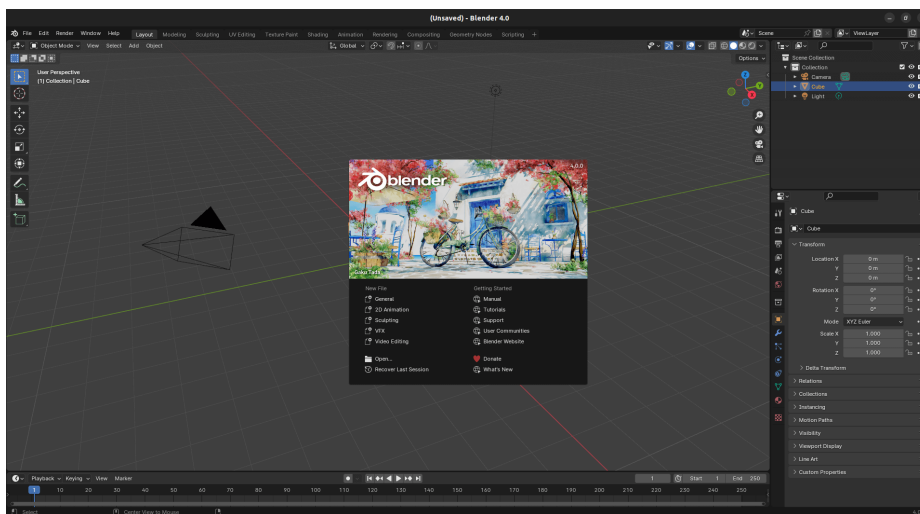 (Unsaved) - Blender 4.0
File Edit Render Window Help Layout Modeling Sculpting UV Editing Texture Paint Shading Animation Rendering Compositing Geometry Nodes Scripting + Scene ViewLayer
Object Mode View Select Add Object Global
Options
User Perspective
(1) Collection | Cube
Scene Collection
Collection
Camera
Cube
Light
Z
Y
X
4.0.0
blender
New File
General
2D Animation
Sculpting
VFX
Video Editing
Open...
Recover Last Session
Getting Started
Manual
Tutorials
Support
User Communities
Blender Website
Donate
What's New
Cube
Cube
Transform
Location X 0 m
Y 0 m
Z 0 m
Rotation X 0°
Y 0°
Z 0°
Mode XYZ Euler
Scale X 1.000
Y 1.000
Z 1.000
Delta Transform
Relations
Collections
Instancing
Motion Paths
Visibility
Viewport Display
Line Art
Custom Properties
Playback Keying View Marker 1 Start 1 End 250
1 10 20 30 40 50 60 70 80 90 100 110 120 130 140 150 160 170 180 190 200 210 220 230 240 250
Select Center View to Mouse